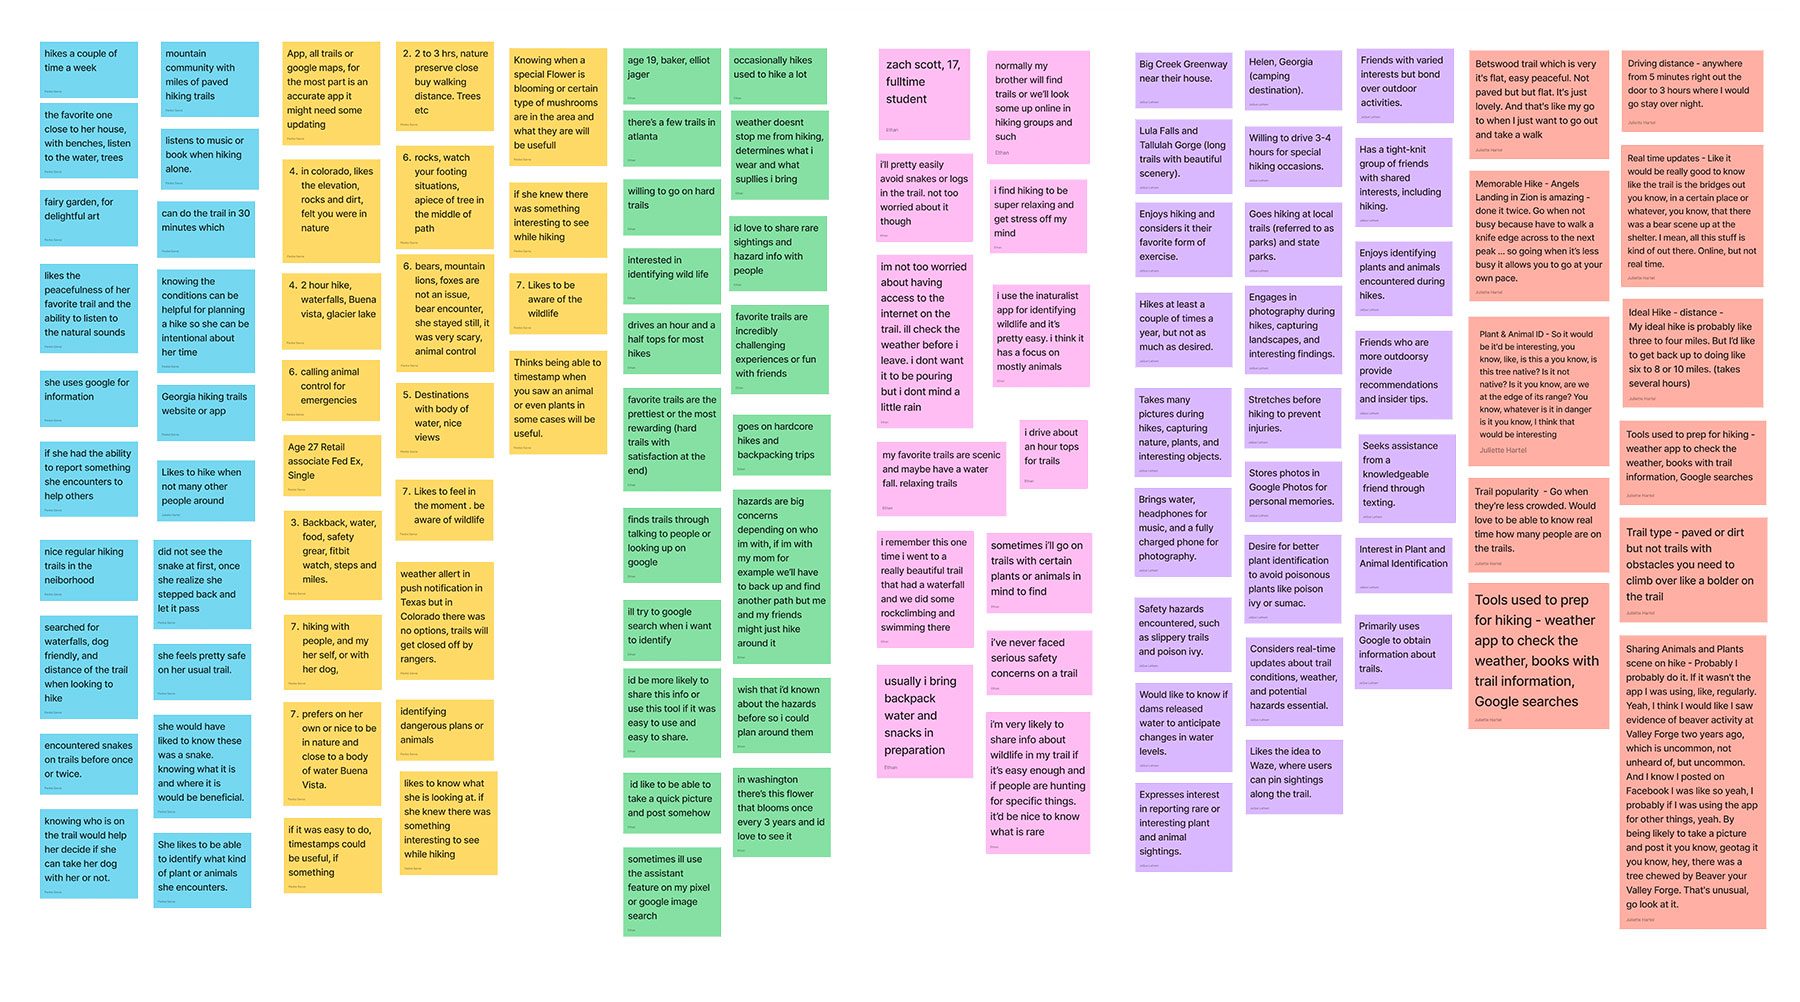 hikes a couple of
time a week
the favorite one
close to her house,
with benches, listen
to the water, trees
fairy garden, for
delightful art
likes the
peacefulness of her
favorite trail and the
ability to listen to
the natural sounds
she uses google for
information
if she had the ability
to report something
she encounters to
help others
nice regular hiking
trails in the
neiborhood
searched for
waterfalls, dog
friendly, and
distance of the trail
when looking to
hike
encountered snakes
on trails before once
or twice.
knowing who is on
the trail would help
her decide if she
can take her dog
with her or not.
mountain
community with
miles of paved
hiking trails
listens to music or
book when hiking
alone.
can do the trail in 30
minutes which
knowing the
conditions can be
helpful for planning
a hike so she can be
intentional about
her time
Georgia hiking trails
website or app
Likes to hike when
not many other
people around
did not see the
snake at first, once
she realize she
stepped back and
let it pass
she feels pretty safe
on her usual trail.
she would have
liked to know these
was a snake.
knowing what it is
and where it is
would be beneficial.
She likes to be able
to identify what kind
of plant or animals
she encounters.
App, all trails or
google maps, for
the most part is an
accurate app it
might need some
updating
4. in colorado, likes
the elevation,
rocks and dirt,
felt you were in
nature
4. 2 hour hike,
waterfalls, Buena
vista, glacier lake
6. calling animal
control for
emergencies
Age 27 Retail
associate Fed Ex,
Single
3. Backback, water,
food, safety
grear, fitbit
watch, steps and
miles.
7. hiking with
people, and my
her self, or with
her dog,
7. prefers on her
own or nice to be
in nature and
close to a body
of water Buena
Vista.
if it was easy to do,
timestamps could
be useful, if
something
2. 2 to 3 hrs, nature
preserve close
buy walking
distance. Trees
etc
6. rocks, watch
your footing
situations,
apiece of tree in
the middle of
path
6. bears, mountain
lions, foxes are
not an issue,
bear encounter,
she stayed still, it
was very scary,
animal control
5. Destinations
with body of
water, nice
views
7. Likes to feel in
the moment . be
aware of wildlife
weather alert in
push notification in
Texas but in
Colorado there was
no options, trails will
get closed off by
rangers.
identifying
dangerous plans or
animals
likes to know what
she is looking at. if
she knew there was
something
interesting to see
while hiking
Knowing when a
special Flower is
blooming or certain
type of mushrooms
are in the area and
what they are will
be usefull
if she knew there
was something
interesting to see
while hiking
7. Likes to be
aware of the
wildlife
Thinks being able to
timestamp when
you saw an animal
or even plants in
some cases will be
useful.
age 19, baker, elliot
jager
there's a few trails in
atlanta
willing to go on hard
trails
interested in
identifying wild life
drives an hour and a
half tops for most
hikes
favorite trails are the
prettiest or the most
rewarding (hard
trails with
satisfaction at the
end)
finds trails through
talking to people or
looking up on
google
ill try to google
search when i want
to identify
id be more likely to
share this info or
use this tool if it was
easy to use and
easy to share.
id like to be able to
take a quick picture
and post somehow
sometimes ill use
the assistant
feature on my pixel
or google image
search
occasionally hikes
used to hike a lot
weather doesnt
stop me from hiking,
determines what i
wear and what
supllies i bring
id love to share rare
sightings and
hazard info with
people
favorite trails are
incredibly
challenging
experiences or fun
with friends
goes on hardcore
hikes and
backpacking trips
hazards are big
concerns
depending on who
im with, if im with
my mom for
example we'll have
to back up and find
another path but me
and my friends
might just hike
around it
wish that i'd known
about the hazards
before so i could
plan around them
in washington
there's this flower
that blooms once
every 3 years and id
love to see it
zach scott, 17,
fulltime
student
Ethan
i'll pretty easily
avoid snakes or logs
in the trail. not too
worried about it
though
im not too worried
about having
access to the
internet on the
trail. ill check the
weather before i
leave. i dont want
it to be pouring
but i dont mind a
little rain
my favorite trails are scenic
and maybe have a water
fall. relaxing trails
Ethan
i remember this one
time i went to a
really beautiful trail
that had a waterfall
and we did some
rockclimbing and
swimming there
usually i bring
backpack
water and
snacks in
preparation
Ethan
normally my
brother will find
trails or we'll look
some up online in
hiking groups and
such
Ethan
i find hiking to be
super relaxing and
get stress off my
mind
i use the inaturalist
app for identifying
wildlife and it's
pretty easy. i think it
has a focus on
mostly animals
i drive about
an hour tops
for trails
sometimes i'll go on
trails with certain
plants or animals in
mind to find
i've never faced
serious safety
concerns on a trail
i'm very likely to
share info about
wildlife in my trail if
it's easy enough and
if people are hunting
for specific things.
it'd be nice to know
what is rare
Big Creek Greenway
near their house.
Lula Falls and
Tallulah Gorge (long
trails with beautiful
scenery).
Enjoys hiking and
considers it their
favorite form of
exercise.
Hikes at least a
couple of times a
year, but not as
much as desired.
Takes many
pictures during
hikes, capturing
nature, plants, and
interesting objects.
Brings water,
headphones for
music, and a fully
charged phone for
photography.
Safety hazards
encountered, such
as slippery trails
and poison ivy.
Would like to know if
dams released
water to anticipate
changes in water
levels.
Expresses interest
in reporting rare or
interesting plant
and animal
sightings.
Helen, Georgia
(camping
destination).
Willing to drive 3-4
hours for special
hiking occasions.
Goes hiking at local
trails (referred to as
parks) and state
parks.
Engages in
photography during
hikes, capturing
landscapes, and
interesting findings.
Stretches before
hiking to prevent
injuries.
Stores photos in
Google Photos for
personal memories.
Desire for better
plant identification
to avoid poisonous
plants like poison
ivy or sumac.
Considers real-time
updates about trail
conditions, weather,
and potential
hazards essential.
Likes the idea to
Waze, where users
can pin sightings
along the trail.
Friends with varied
interests but bond
over outdoor
activities.
Has a tight-knit
group of friends
with shared
interests, including
hiking.
Enjoys identifying
plants and animals
encountered during
hikes.
Friends who are
more outdoorsy
provide
recommendations
and insider tips.
Seeks assistance
from a
knowledgeable
friend through
texting.
Interest in Plant and
Animal Identification
Primarily uses
Google to obtain
information about
trails.
Betswood trail which is very
it's flat, easy peaceful. Not
paved but but flat. It's just
lovely. And that's like my go
to when I just want to go out
and take a walk
Juliette Hartel
Memorable Hike - Angels
Landing in Zion is amazing -
done it twice. Go when not
busy because have to walk a
knife edge across to the next
peak ... so going when it's less
busy it allows you to go at your
own pace.
Juliette Hartel
Plant & Animal ID - So it would
be it'd be interesting, you
know, like, is this a you know, is
this tree native? Is it not
native? Is it you know, are we
at the edge of its range? You
know, whatever is it in danger
is it you know, I think that
would be interesting
Juliette Hartel
Trail popularity - Go when
they're less crowded. Would
love to be able to know real
time how many people are on
the trails.
Juliette Hartel
Tools used to prep
for hiking - weather
app to check the
weather, books with
trail information,
Google searches
Juliette Hartel
Driving distance - anywhere
from 5 minutes right out the
door to 3 hours where I would
go stay over night.
Juliette Hartel
Real time updates - Like it
would be really good to know
like the trail is the bridges out
you know, in a certain place or
whatever, you know, that there
was a bear scene up at the
shelter. I mean, all this stuff is
kind of out there. Online, but not
real time.
Juliette Hartel
Ideal Hike - distance -
My ideal hike is probably like
three to four miles. But I'd like
to get back up to doing like
six to 8 or 10 miles. (takes
several hours)
Juliette Hartel
Tools used to prep for hiking -
weather app to check the
weather, books with trail
information, Google searches
Juliette Hartel
Trail type - paved or dirt
but not trails with
obstacles you need to
climb over like a bolder on
the trail
Juliette Hartel
Sharing Animals and Plants
scene on hike - Probably I
probably do it. If it wasn't the
app I was using, like, regularly.
Yeah, I think I would like I saw
evidence of beaver activity at
Valley Forge two years ago,
which is uncommon, not
unheard of, but uncommon.
And I know I posted on
Facebook I was like so yeah, I
probably if I was using the app
for other things, yeah. By
being likely to take a picture
and post it you know, geotag it
you know, hey, there was a
tree chewed by Beaver your
Valley Forge. That's unusual,
go look at it.
Juliette Hartel